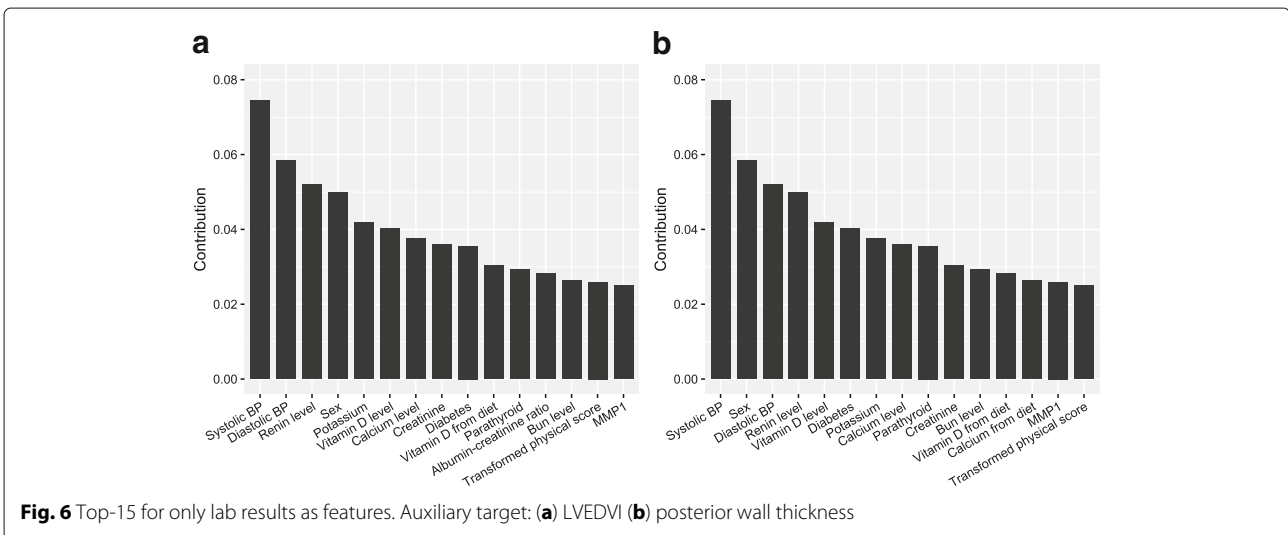 a
0.08
0.06
0.04
0.02
0.00
Contribution
Systolic BP
Diastolic BP
Renin level
Sex
Potassium
Vitamin D level
Calcium level
Creatinine
Diabetes
Vitamin D from diet
Parathyroid
Albumin-creatinine ratio
Bun level
Transformed physical score
MMP1
b
0.08
0.06
0.04
0.02
0.00
Contribution
Systolic BP
Sex
Diastolic BP
Renin level
Vitamin D level
Diabetes
Potassium
Calcium level
Parathyroid
Creatinine
Bun level
Vitamin D from diet
Calcium from diet
MMP1
Transformed physical score
Fig. 6 Top-15 for only lab results as features. Auxiliary target: (a) LVEDVI (b) posterior wall thickness